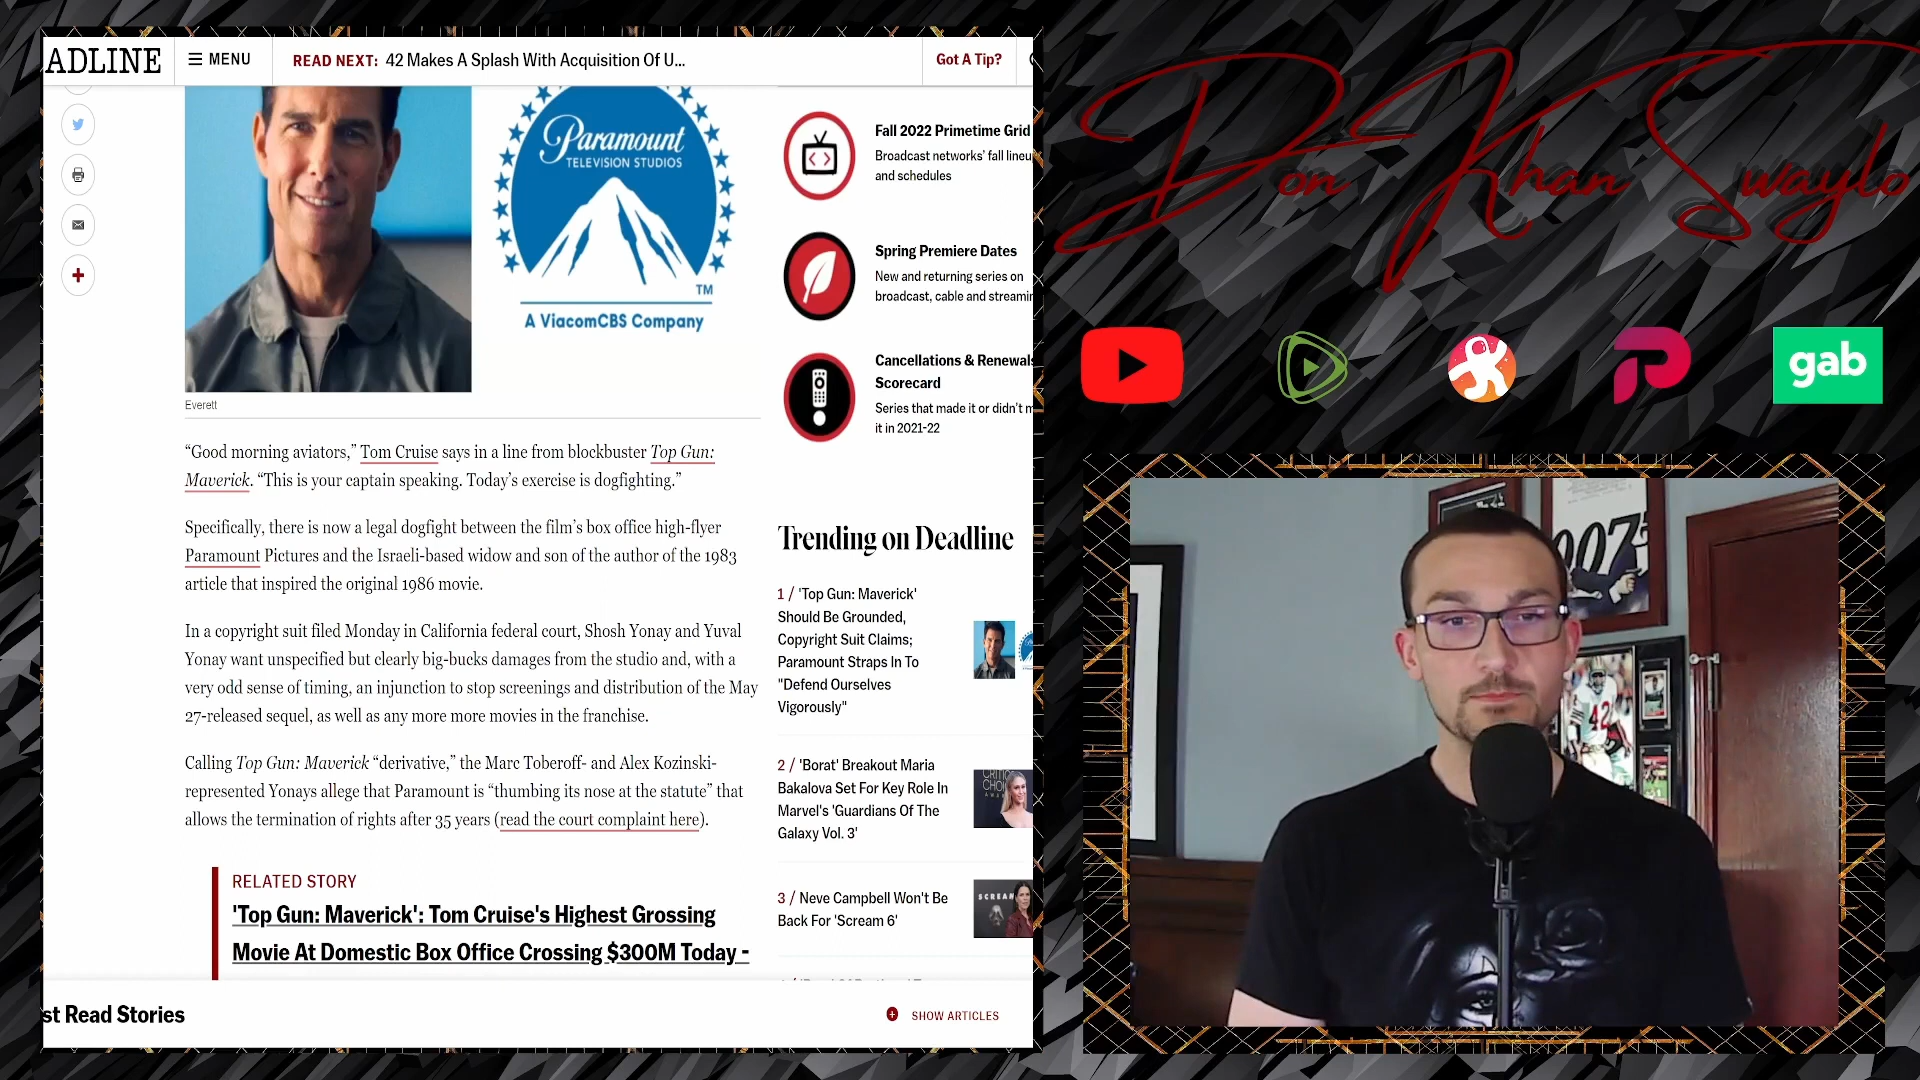 ADLINE
MENU
READ NEXT: 42 Makes A Splash With Acquisition Of U...
Got A Tip?
Paramount
TELEVISION STUDIOS
TM
A ViacomCBS Company
Everett
“Good morning aviators,” Tom Cruise says in a line from blockbuster Top Gun:
Maverick. “This is your captain speaking. Today’s exercise is dogfighting.”
Specifically, there is now a legal dogfight between the film’s box office high-flyer
Paramount Pictures and the Israeli-based widow and son of the author of the 1983
article that inspired the original 1986 movie.
In a copyright suit filed Monday in California federal court, Shosh Yonay and Yuval
Yonay want unspecified but clearly big-bucks damages from the studio and, with a
very odd sense of timing, an injunction to stop screenings and distribution of the May
27-released sequel, as well as any more more movies in the franchise.
Calling Top Gun: Maverick “derivative,” the Marc Toberoff- and Alex Kozinski-
represented Yonays allege that Paramount is “thumbing its nose at the statute” that
allows the termination of rights after 35 years (read the court complaint here).
RELATED STORY
'Top Gun: Maverick': Tom Cruise's Highest Grossing
Movie At Domestic Box Office Crossing $300M Today -
st Read Stories
SHOW ARTICLES
Fall 2022 Primetime Grid
Broadcast networks’ fall lineu
and schedules
Spring Premiere Dates
New and returning series on
broadcast, cable and streamin
Cancellations & Renewals
Scorecard
Series that made it or didn’t m
it in 2021-22
Trending on Deadline
1 / 'Top Gun: Maverick'
Should Be Grounded,
Copyright Suit Claims;
Paramount Straps In To
"Defend Ourselves
Vigorously"
2 / 'Borat' Breakout Maria
Bakalova Set For Key Role In
Marvel's 'Guardians Of The
Galaxy Vol. 3'
3 / Neve Campbell Won't Be
Back For 'Scream 6'
SCREAM
Don Khan Swaylo
gab
007
42